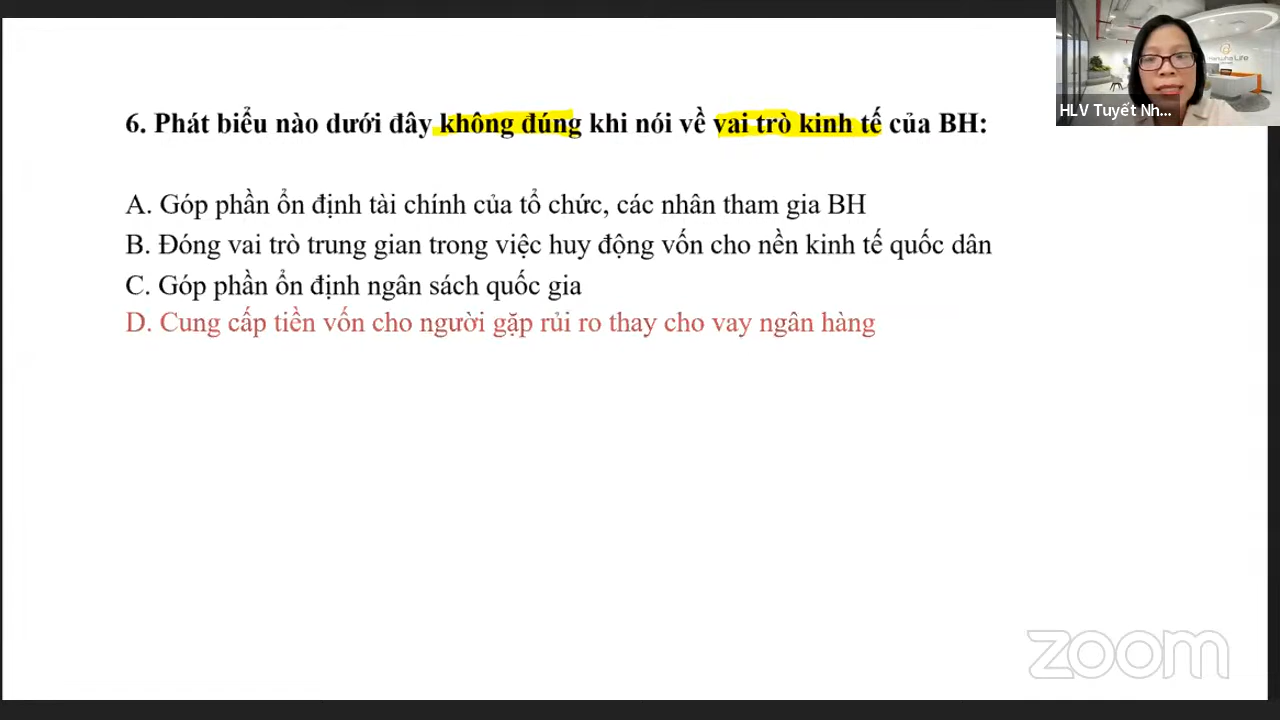 HLV Tuyết Nh...
6. Phát biểu nào dưới đây không đúng khi nói về vai trò kinh tế của BH:
A. Góp phần ổn định tài chính của tổ chức, các nhân tham gia BH
B. Đóng vai trò trung gian trong việc huy động vốn cho nền kinh tế quốc dân
C. Góp phần ổn định ngân sách quốc gia
D. Cung cấp tiền vốn cho người gặp rủi ro thay cho vay ngân hàng
zoom